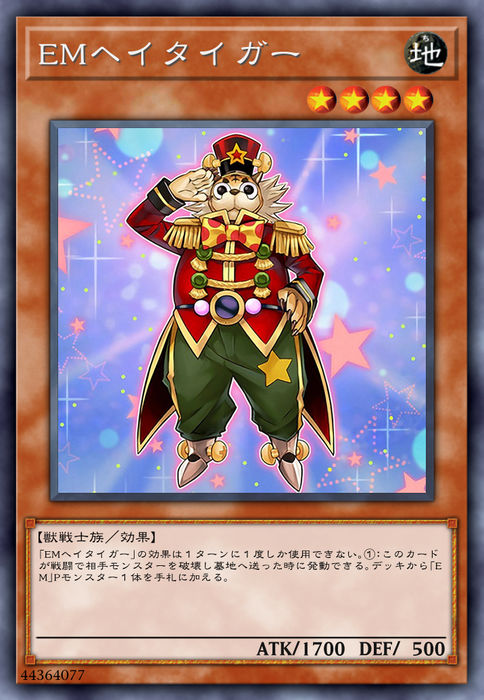 EMヘイタイガー
ち
地
【獣戦士族／効果】
「EMヘイタイガー」の効果は１ターンに１度しか使用できない。①:このカード
が戦闘で相手モンスターを破壊し墓地へ送った時に発動できる。デッキから「E
M」Pモンスター１体を手札に加える。
ATK/1700 DEF/ 500
44364077